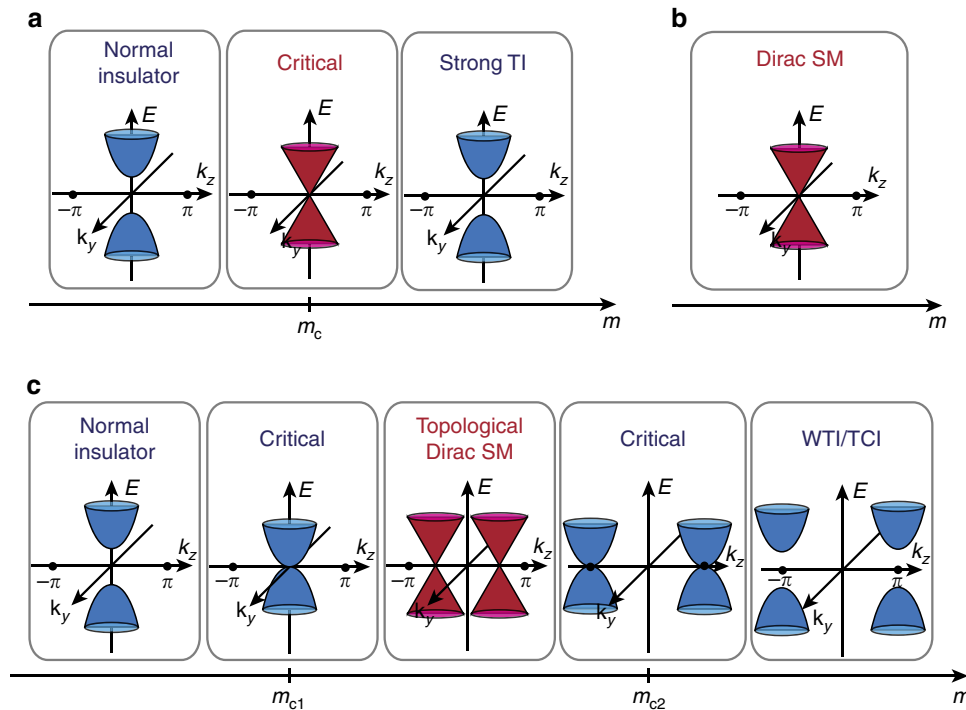 a
Normal
insulator
E
k_z
−π
π
k_y
Critical
E
k_z
−π
π
k_y
Strong TI
E
k_z
−π
π
k_y
m_c
m
b
Dirac SM
E
k_z
−π
π
k_y
m
c
Normal
insulator
E
k_z
−π
π
k_y
Critical
E
k_z
−π
π
k_y
Topological
Dirac SM
E
k_z
−π
π
k_y
Critical
E
k_z
k_y
WTI/TCI
E
k_z
−π
π
k_y
m_c1
m_c2
m